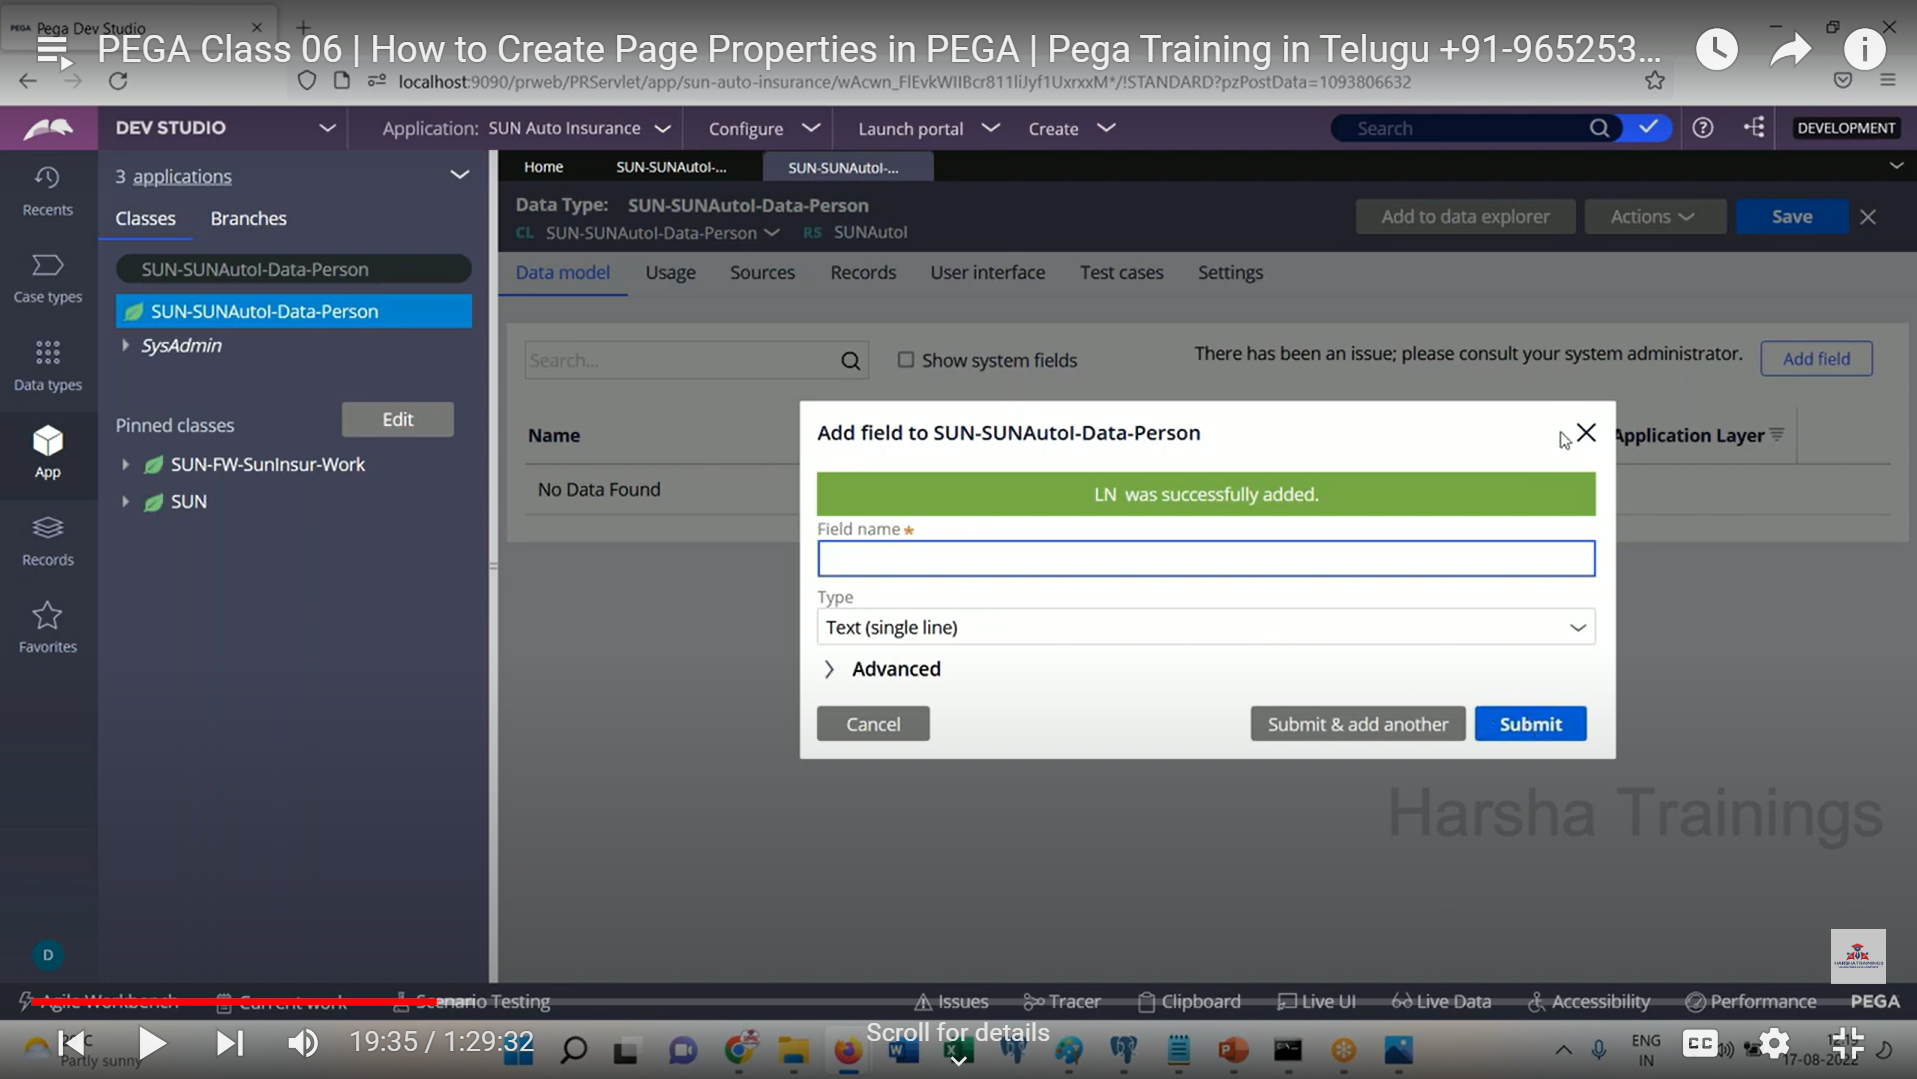 PEGA Pega Dev Studio
PEGA Class 06 | How to Create Page Properties in PEGA | Pega Training in Telugu +91-965253...
localhost:9090/prweb/PRServlet/app/sun-auto-insurance/
DEV STUDIO
Application: SUN Auto Insurance
Configure
Launch portal
Create
Search
DEVELOPMENT
3 applications
Classes
Branches
SUN-SUNAutoI-Data-Person
SUN-SUNAutoI-Data-Person
SysAdmin
Pinned classes
Edit
SUN-FW-SunInsur-Work
SUN
Recents
Case types
Data types
App
Records
Favorites
D
Home
SUN-SUNAutoI-...
SUN-SUNAutoI-...
Data Type: SUN-SUNAutoI-Data-Person
CL SUN-SUNAutoI-Data-Person
RS SUNAutoI
Add to data explorer
Actions
Save
Data model
Usage
Sources
Records
User interface
Test cases
Settings
Search...
Show system fields
There has been an issue; please consult your system administrator.
Add field
Name
Application Layer
No Data Found
Add field to SUN-SUNAutoI-Data-Person
LN was successfully added.
Field name *
Type
Text (single line)
Advanced
Cancel
Submit & add another
Submit
Harsha Trainings
HARSHA TRAININGS
Agile Workbench
Current work
Scenario Testing
Issues
Tracer
Clipboard
Live UI
Live Data
Accessibility
Performance
PEGA
Partly sunny
19:35 / 1:29:32
Scroll for details
ENG
IN
CC
17-08-2022